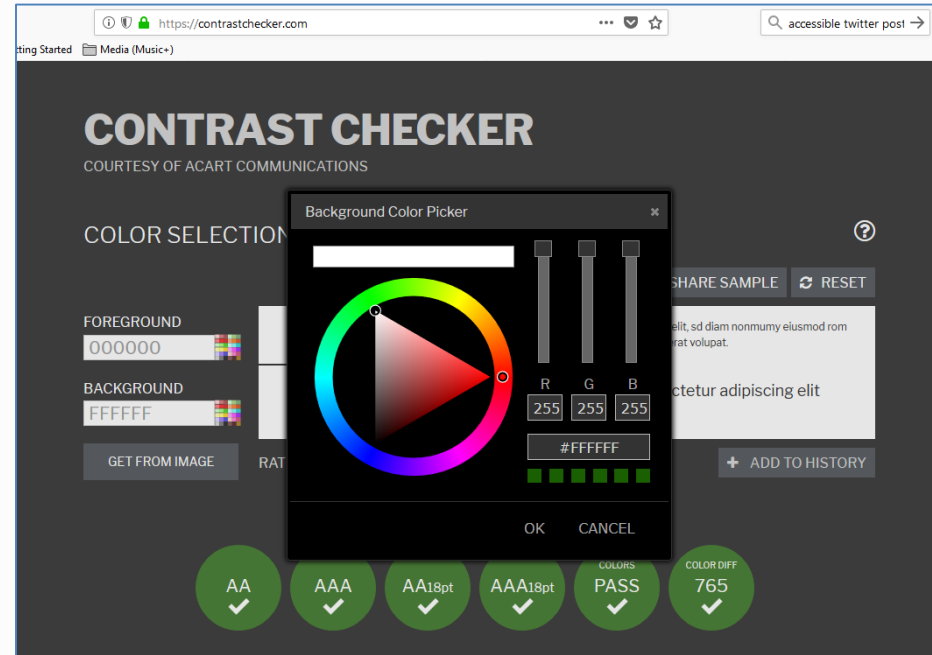 https://contrastchecker.com
accessible twitter post
tting Started Media (Music+)
CONTRAST CHECKER
COURTESY OF ACART COMMUNICATIONS
Background Color Picker
COLOR SELECTION
SHARE SAMPLE RESET
FOREGROUND
000000
elit, sd diam nonmumy eiusmod rom
erat volupat.
BACKGROUND
FFFFFF
ctetur adipiscing elit
R G B
255 255 255
#FFFFFF
GET FROM IMAGE RAT + ADD TO HISTORY
OK CANCEL
AA
AAA
AA18pt
AAA18pt
COLORS
PASS
COLOR DIFF
765